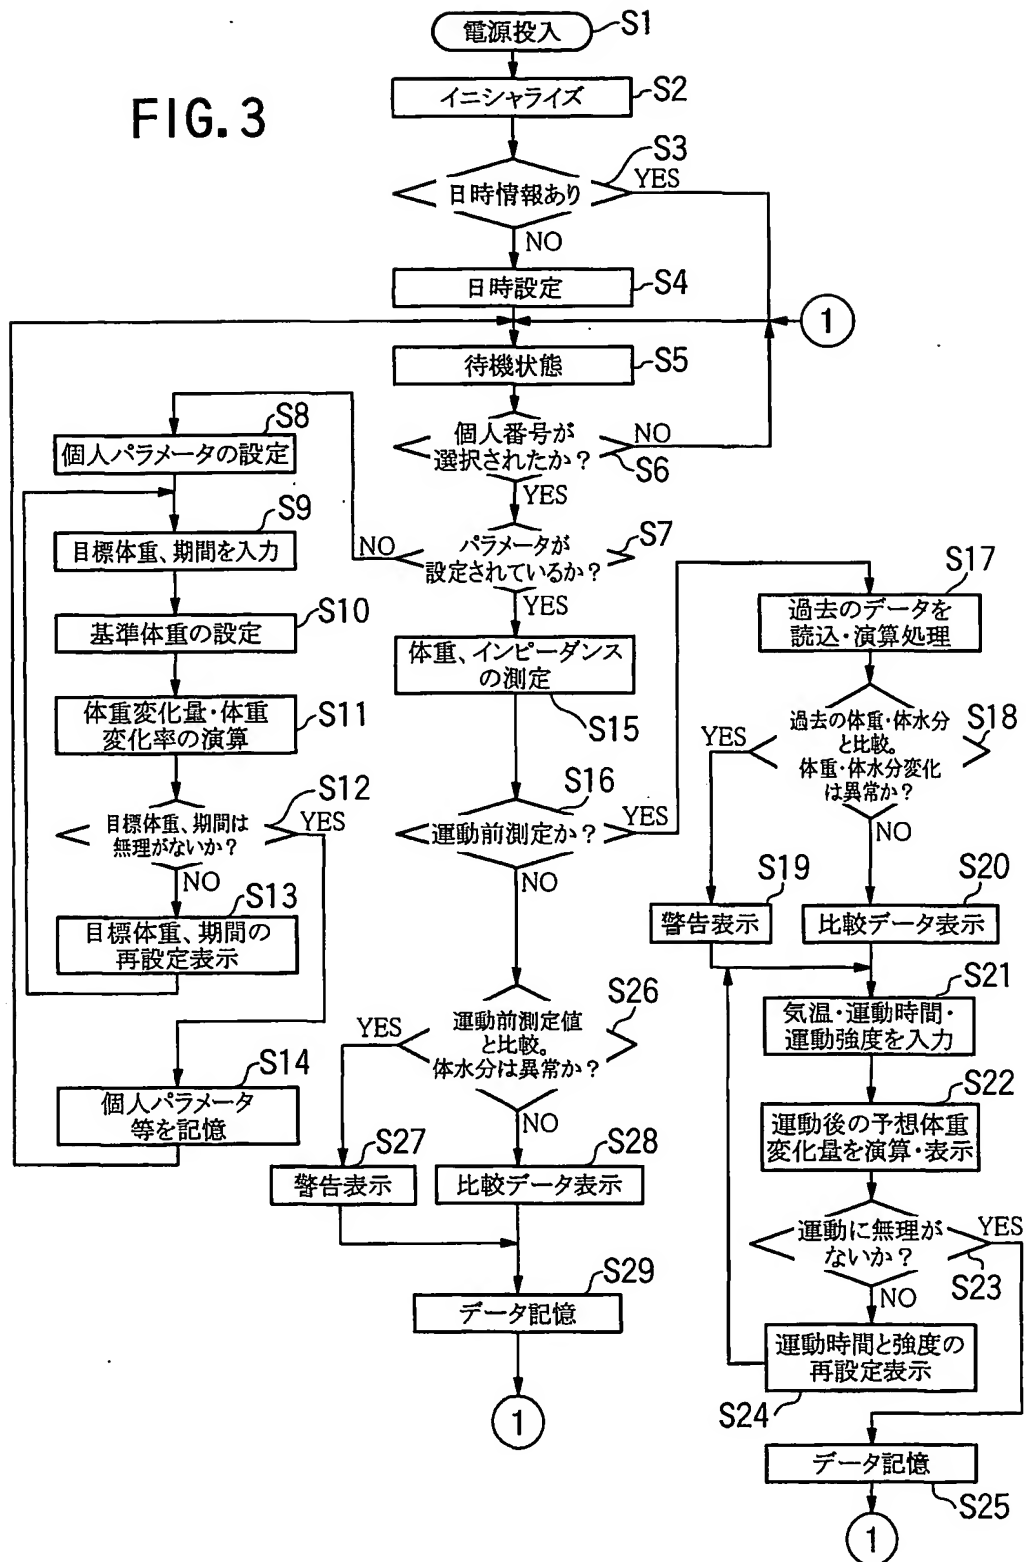 FIG. 3
電源投入
S1
イニシャライズ
S2
日時情報あり
S3
YES
NO
日時設定
S4
1
待機状態
S5
個人番号が
選択されたか？
S6
NO
YES
パラメータが
設定されているか？
S7
NO
YES
個人パラメータの設定
S8
目標体重、期間を入力
S9
基準体重の設定
S10
体重変化量・体重
変化率の演算
S11
目標体重、期間は
無理がないか？
S12
YES
NO
目標体重、期間の
再設定表示
S13
個人パラメータ
等を記憶
S14
体重、インピーダンス
の測定
S15
運動前測定か？
S16
YES
NO
過去のデータを
読込・演算処理
S17
過去の体重・体水分
と比較。
体重・体水分変化
は異常か？
S18
YES
NO
警告表示
S19
比較データ表示
S20
気温・運動時間・
運動強度を入力
S21
運動後の予想体重
変化量を演算・表示
S22
運動に無理が
ないか？
S23
YES
NO
運動時間と強度の
再設定表示
S24
データ記憶
S25
1
運動前測定値
と比較。
体水分は異常か？
S26
YES
NO
警告表示
S27
比較データ表示
S28
データ記憶
S29
1